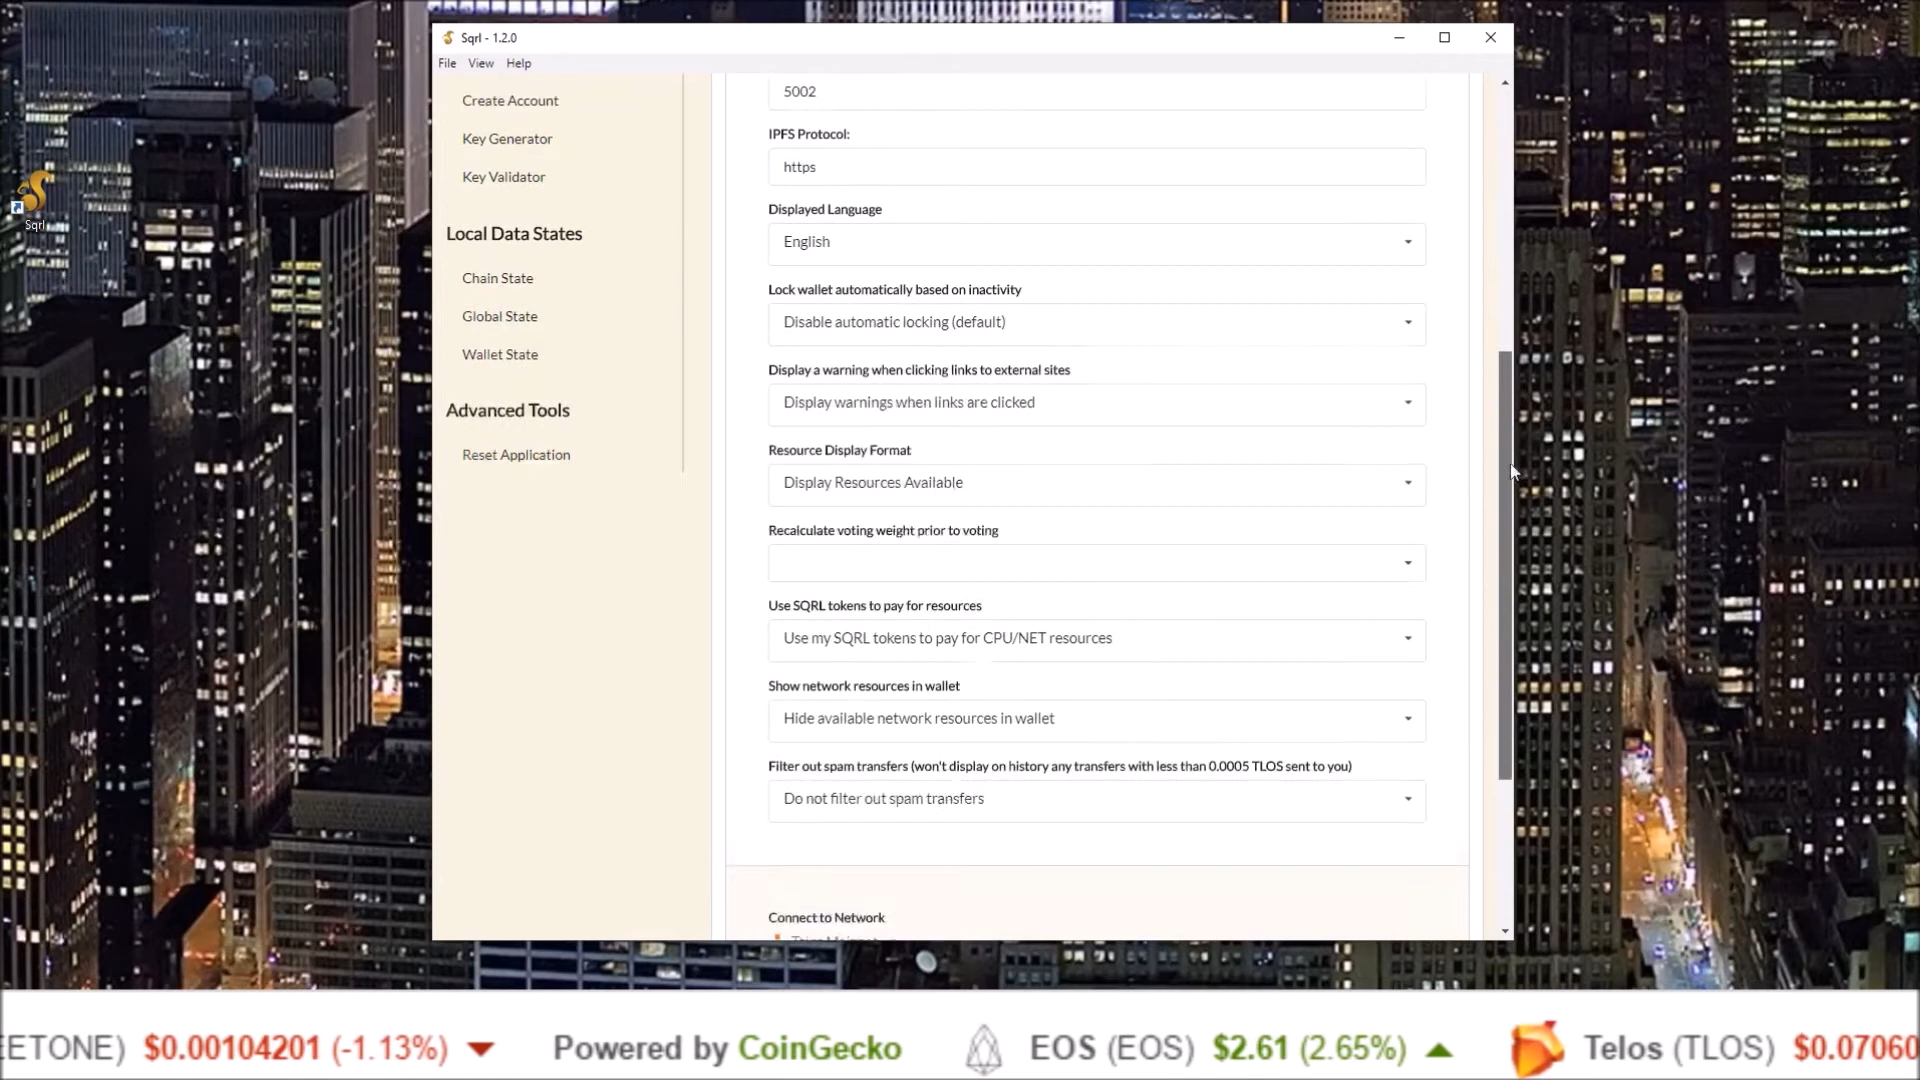 Sqrl - 1.2.0
File View Help
Sqrl
Create Account
Key Generator
Key Validator
Local Data States
Chain State
Global State
Wallet State
Advanced Tools
Reset Application
5002
IPFS Protocol:
https
Displayed Language
English
Lock wallet automatically based on inactivity
Disable automatic locking (default)
Display a warning when clicking links to external sites
Display warnings when links are clicked
Resource Display Format
Display Resources Available
Recalculate voting weight prior to voting
Use SQRL tokens to pay for resources
Use my SQRL tokens to pay for CPU/NET resources
Show network resources in wallet
Hide available network resources in wallet
Filter out spam transfers (won't display on history any transfers with less than 0.0005 TLOS sent to you)
Do not filter out spam transfers
Connect to Network
EETONE) $0.00104201 (-1.13%) Powered by CoinGecko EOS (EOS) $2.61 (2.65%) Telos (TLOS) $0.07060